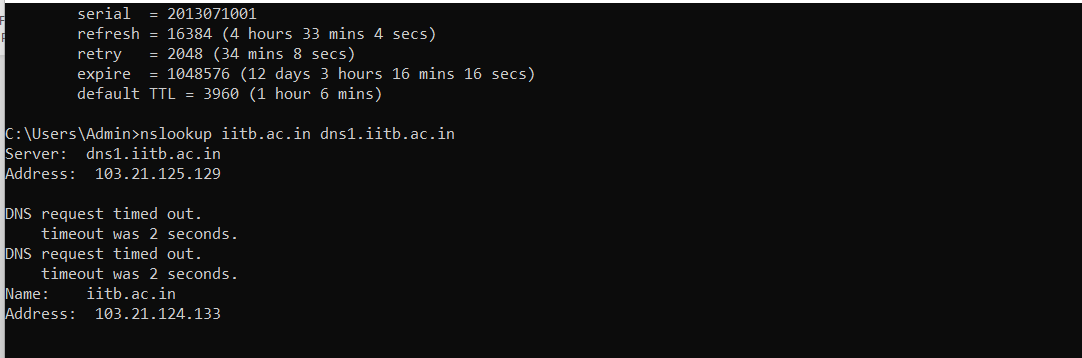 serial  = 2013071001
refresh = 16384 (4 hours 33 mins 4 secs)
retry   = 2048 (34 mins 8 secs)
expire  = 1048576 (12 days 3 hours 16 mins 16 secs)
default TTL = 3960 (1 hour 6 mins)
C:\Users\Admin>nslookup iitb.ac.in dns1.iitb.ac.in
Server:  dns1.iitb.ac.in
Address:  103.21.125.129
DNS request timed out.
    timeout was 2 seconds.
DNS request timed out.
    timeout was 2 seconds.
Name:    iitb.ac.in
Address:  103.21.124.133